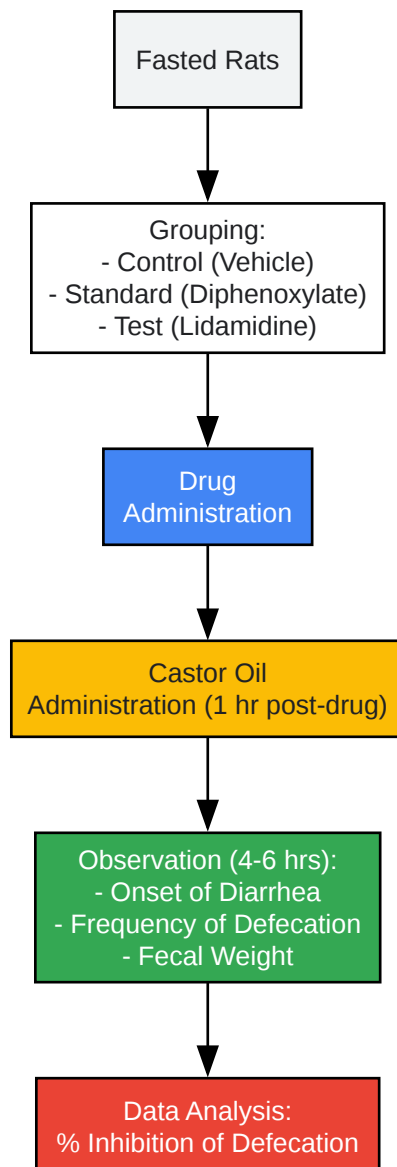 Fasted Rats
Grouping:
- Control (Vehicle)
- Standard (Diphenoxylate)
- Test (Lidamidine)
Drug
Administration
Castor Oil
Administration (1 hr post-drug)
Observation (4-6 hrs):
- Onset of Diarrhea
- Frequency of Defecation
- Fecal Weight
Data Analysis:
% Inhibition of Defecation